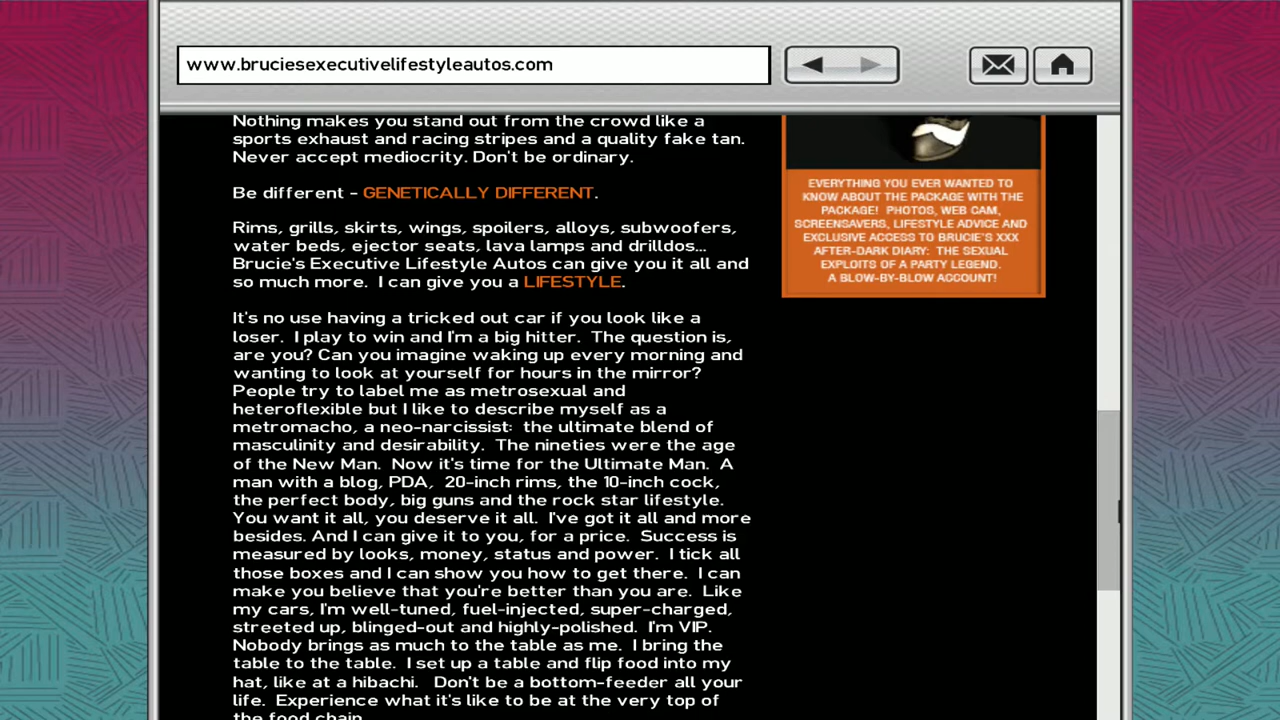 www.bruciesexecutivelifestyleautos.com
Nothing makes you stand out from the crowd like a
sports exhaust and racing stripes and a quality fake tan.
Never accept mediocrity. Don't be ordinary.
Be different - GENETICALLY DIFFERENT.
Rims, grills, skirts, wings, spoilers, alloys, subwoofers,
water beds, ejector seats, lava lamps and drilldos...
Brucie's Executive Lifestyle Autos can give you it all and
so much more. I can give you a LIFESTYLE.
It's no use having a tricked out car if you look like a
loser. I play to win and I'm a big hitter. The question is,
are you? Can you imagine waking up every morning and
wanting to look at yourself for hours in the mirror?
People try to label me as metrosexual and
heteroflexible but I like to describe myself as a
metromacho, a neo-narcissist: the ultimate blend of
masculinity and desirability. The nineties were the age
of the New Man. Now it's time for the Ultimate Man. A
man with a blog, PDA, 20-inch rims, the 10-inch cock,
the perfect body, big guns and the rock star lifestyle.
You want it all, you deserve it all. I've got it all and more
besides. And I can give it to you, for a price. Success is
measured by looks, money, status and power. I tick all
those boxes and I can show you how to get there. I can
make you believe that you're better than you are. Like
my cars, I'm well-tuned, fuel-injected, super-charged,
streeted up, blinged-out and highly-polished. I'm VIP.
Nobody brings as much to the table as me. I bring the
table to the table. I set up a table and flip food into my
hat, like at a hibachi. Don't be a bottom-feeder all your
life. Experience what it's like to be at the very top of
the food chain.
EVERYTHING YOU EVER WANTED TO
KNOW ABOUT THE PACKAGE WITH THE
PACKAGE! PHOTOS, WEB CAM,
SCREENSAVERS, LIFESTYLE ADVICE AND
EXCLUSIVE ACCESS TO BRUCIE'S XXX
AFTER-DARK DIARY: THE SEXUAL
EXPLOITS OF A PARTY LEGEND.
A BLOW-BY-BLOW ACCOUNT!